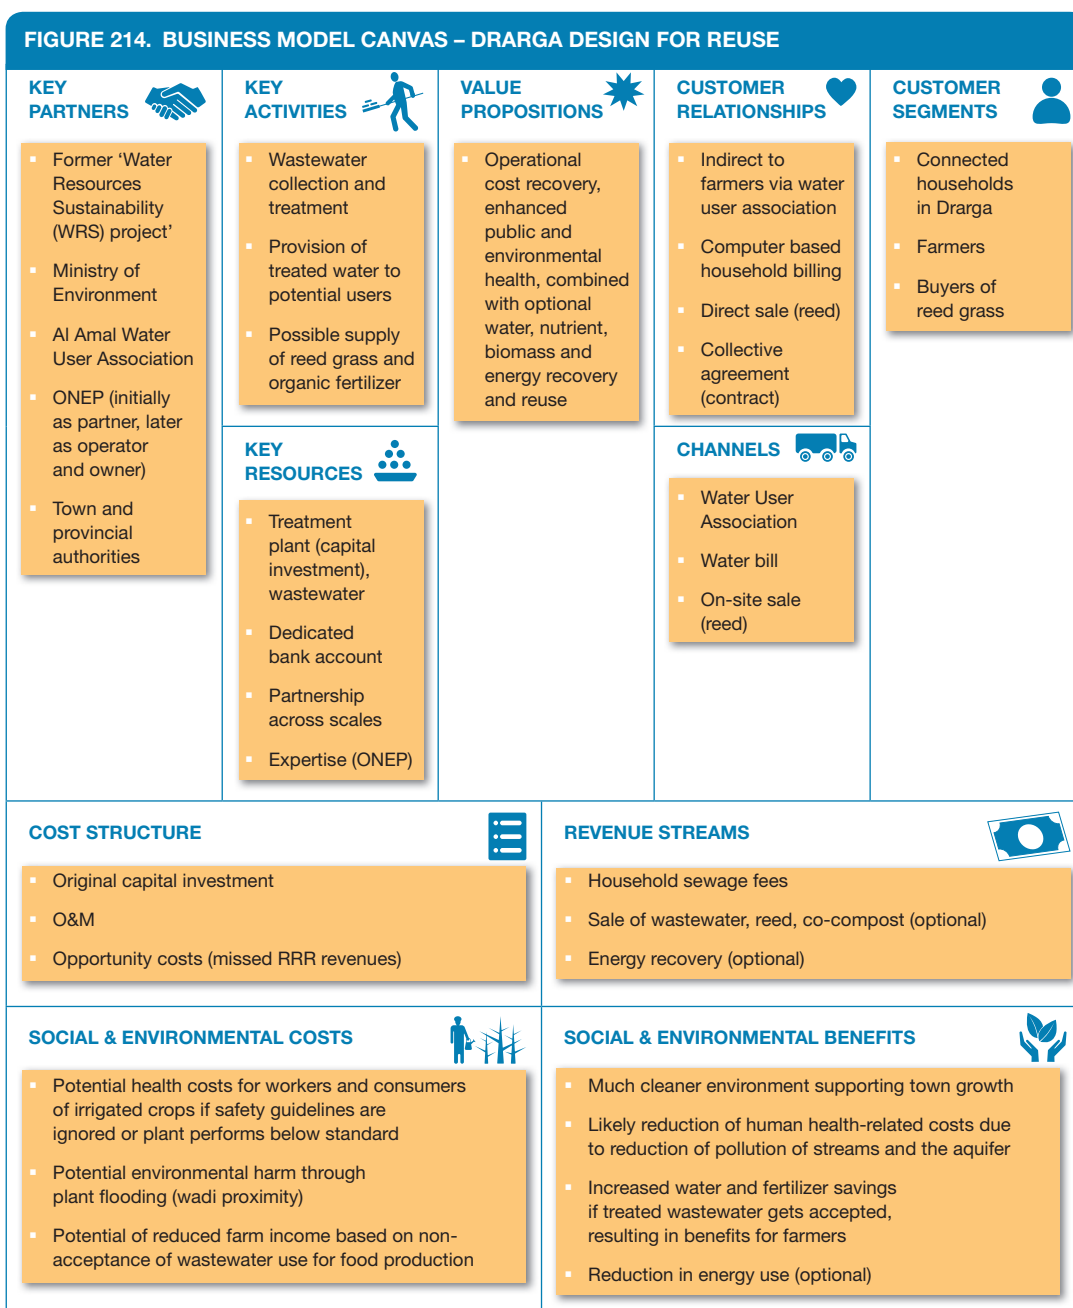 FIGURE 214. BUSINESS MODEL CANVAS – DRARGA DESIGN FOR REUSE
KEY
PARTNERS
Former ‘Water
Resources
Sustainability
(WRS) project’
Ministry of
Environment
Al Amal Water
User Association
ONEP (initially
as partner, later
as operator
and owner)
Town and
provincial
authorities
KEY
ACTIVITIES
Wastewater
collection and
treatment
Provision of
treated water to
potential users
Possible supply
of reed grass and
organic fertilizer
KEY
RESOURCES
Treatment
plant (capital
investment),
wastewater
Dedicated
bank account
Partnership
across scales
Expertise (ONEP)
VALUE
PROPOSITIONS
Operational
cost recovery,
enhanced
public and
environmental
health, combined
with optional
water, nutrient,
biomass and
energy recovery
and reuse
CUSTOMER
RELATIONSHIPS
Indirect to
farmers via water
user association
Computer based
household billing
Direct sale (reed)
Collective
agreement
(contract)
CHANNELS
Water User
Association
Water bill
On-site sale
(reed)
CUSTOMER
SEGMENTS
Connected
households
in Drarga
Farmers
Buyers of
reed grass
COST STRUCTURE
Original capital investment
O&M
Opportunity costs (missed RRR revenues)
REVENUE STREAMS
Household sewage fees
Sale of wastewater, reed, co-compost (optional)
Energy recovery (optional)
SOCIAL & ENVIRONMENTAL COSTS
Potential health costs for workers and consumers
of irrigated crops if safety guidelines are
ignored or plant performs below standard
Potential environmental harm through
plant flooding (wadi proximity)
Potential of reduced farm income based on non-
acceptance of wastewater use for food production
SOCIAL & ENVIRONMENTAL BENEFITS
Much cleaner environment supporting town growth
Likely reduction of human health-related costs due
to reduction of pollution of streams and the aquifer
Increased water and fertilizer savings
if treated wastewater gets accepted,
resulting in benefits for farmers
Reduction in energy use (optional)